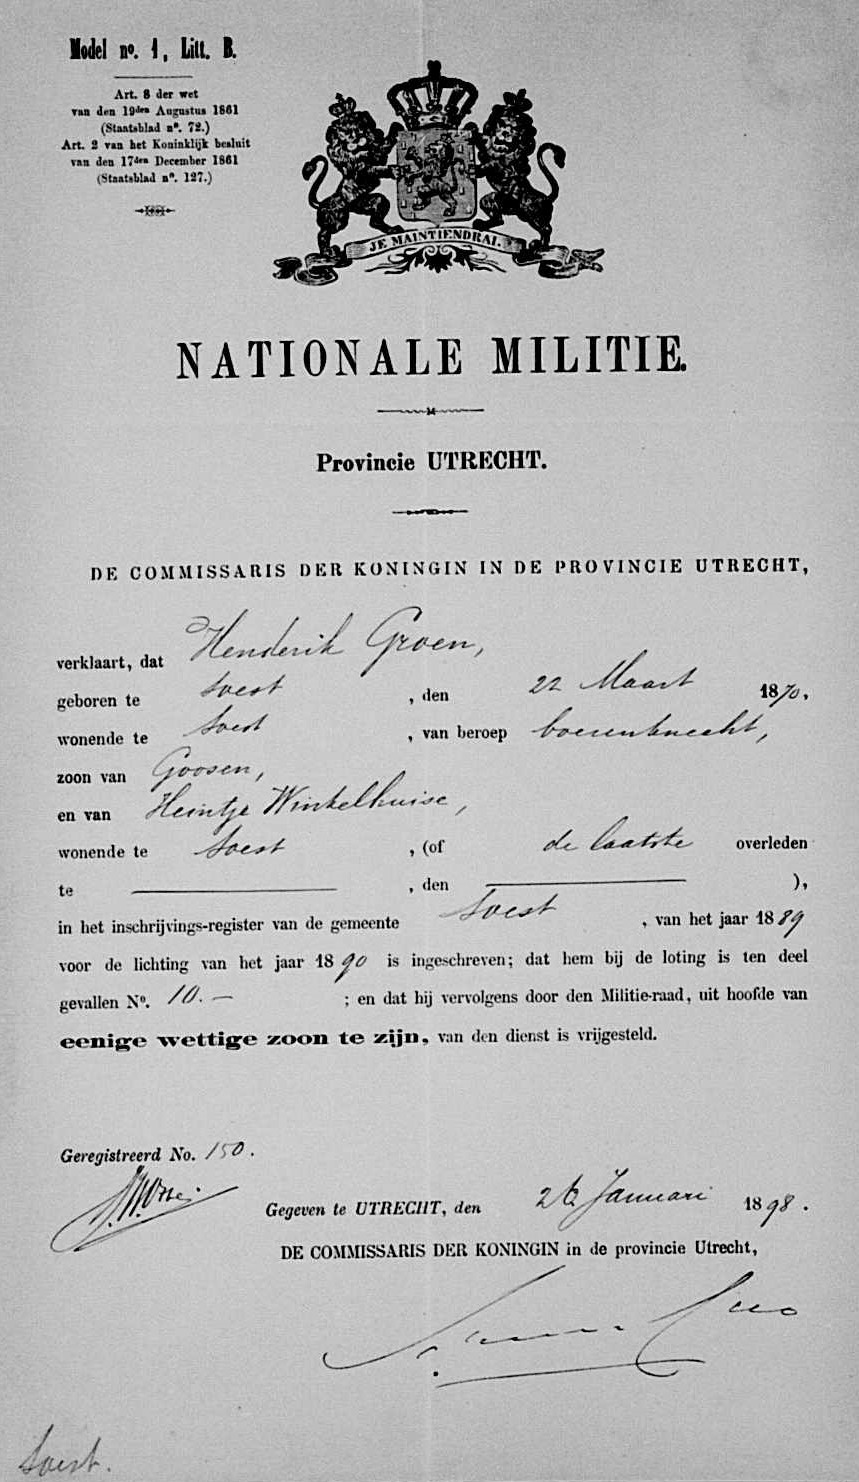 Model no. 1, Litt. B.
Art. 8 der wet
van den 19den Augustus 1861
(Staatsblad no. 72.)
Art. 2 van het Koninklijk besluit
van den 17den December 1861
(Staatsblad no. 127.)
JE MAINTIENDRAI.
NATIONALE MILITIE.
Provincie UTRECHT.
DE COMMISSARIS DER KONINGIN IN DE PROVINCIE UTRECHT,
verklaart, dat Henderik Groen,
geboren te Soest, den 22 Maart 1870,
wonende te Soest, van beroep boerenknecht,
zoon van Goosen,
en van Heintje Winkelhuise,
wonende te Soest, (of de laatste overleden
te —, den —),
in het inschrijvings-register van de gemeente Soest, van het jaar 1889
voor de lichting van het jaar 1890 is ingeschreven; dat hem bij de loting is ten deel
gevallen No. 10.—; en dat hij vervolgens door den Militie-raad, uit hoofde van
eenige wettige zoon te zijn, van den dienst is vrijgesteld.
Geregistreerd No. 150.
Gegeven te UTRECHT, den Januari 1898.
DE COMMISSARIS DER KONINGIN in de provincie Utrecht,
Soest.